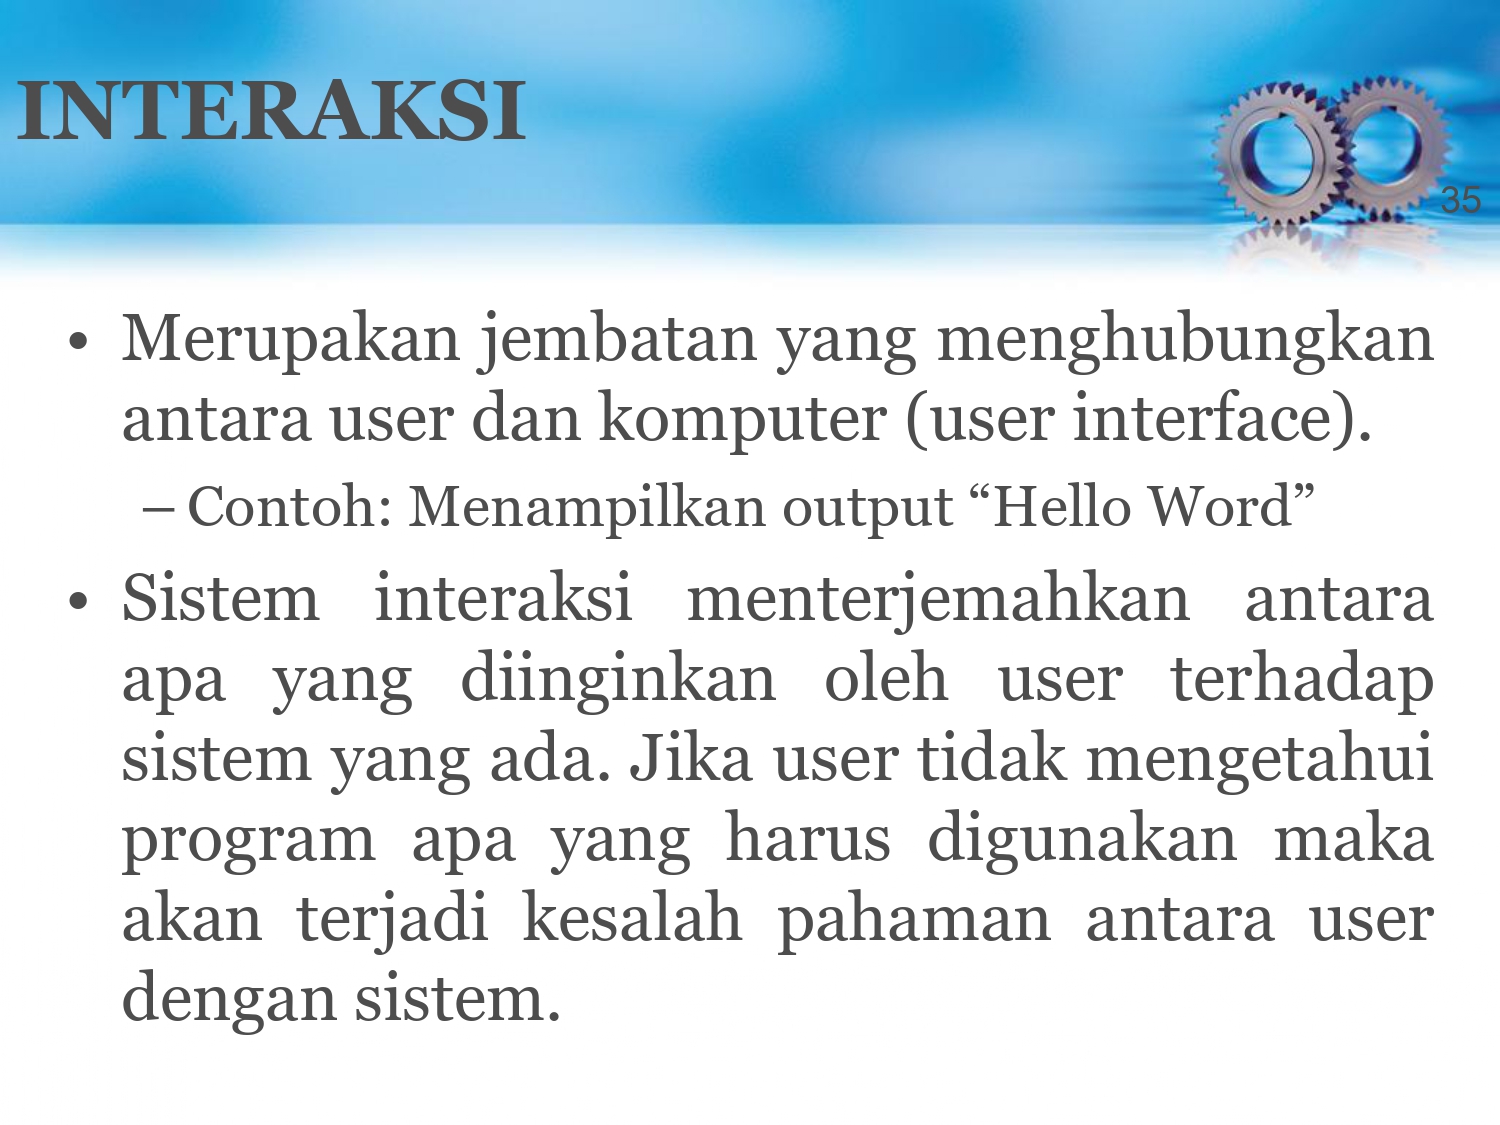 INTERAKSI
35
• Merupakan jembatan yang menghubungkan
antara user dan komputer (user interface).
– Contoh: Menampilkan output “Hello Word”
• Sistem interaksi menterjemahkan antara
apa yang diinginkan oleh user terhadap
sistem yang ada. Jika user tidak mengetahui
program apa yang harus digunakan maka
akan terjadi kesalah pahaman antara user
dengan sistem.